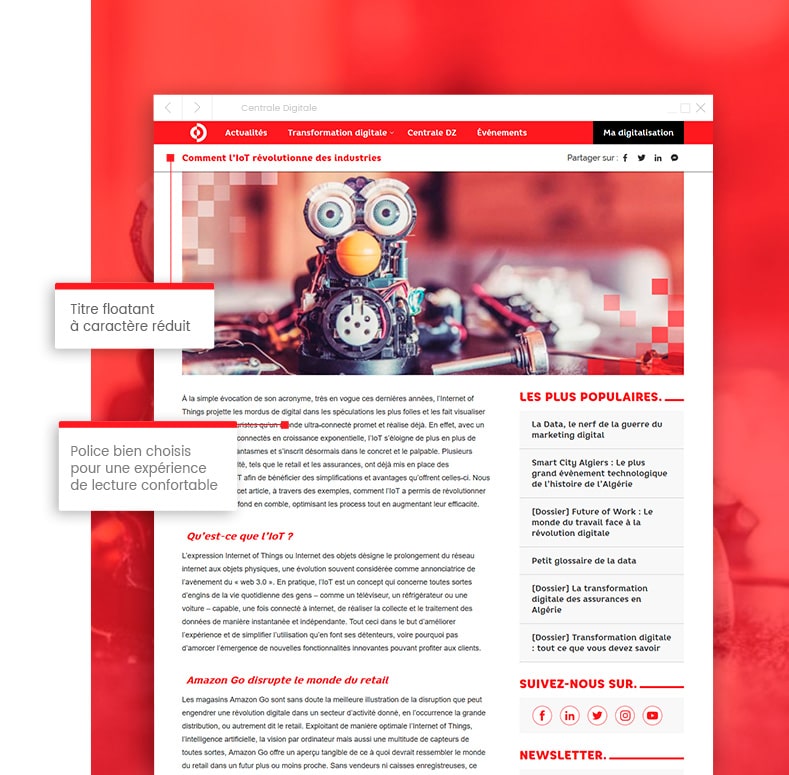 Centrale Digitale
Actualités
Transformation digitale
Centrale DZ
Événements
Ma digitalisation
Comment l'IoT révolutionne des industries
Partager sur :
Titre floatant
à caractère réduit
À la simple évocation de son acronyme, très en vogue ces dernières années, l'Internet of
Things projette les mordus de digital dans les spéculations les plus folles et les fait visualiser
qu'un monde ultra-connecté promet et réalise déjà. En effet, avec un
connectés en croissance exponentielle, l'IoT s'éloigne de plus en plus de
antasmes et s'inscrit désormais dans le concret et le palpable. Plusieurs
ité, tels que le retail et les assurances, ont déjà mis en place des
T afin de bénéficier des simplifications et avantages qu'offrent celles-ci. Nous
cet article, à travers des exemples, comment l'IoT a permis de révolutionner
fond en comble, optimisant les process tout en augmentant leur efficacité.
Police bien choisis
pour une expérience
de lecture confortable
Qu'est-ce que l'IoT ?
L'expression Internet of Things ou Internet des objets désigne le prolongement du réseau
internet aux objets physiques, une évolution souvent considérée comme annonciatrice de
l'avènement du « web 3.0 ». En pratique, l'IoT est un concept qui concerne toutes sortes
d'engins de la vie quotidienne des gens – comme un téléviseur, un réfrigérateur ou une
voiture – capable, une fois connecté à internet, de réaliser la collecte et le traitement des
données de manière instantanée et indépendante. Tout ceci dans le but d'améliorer
l'expérience et de simplifier l'utilisation qu'en font ses détenteurs, voire pourquoi pas
d'amorcer l'émergence de nouvelles fonctionnalités innovantes pouvant profiter aux clients.
Amazon Go disrupte le monde du retail
Les magasins Amazon Go sont sans doute la meilleure illustration de la disruption que peut
engendrer une révolution digitale dans un secteur d'activité donné, en l'occurrence la grande
distribution, ou autrement dit le retail. Exploitant de manière optimale l'Internet of Things,
l'intelligence artificielle, la vision par ordinateur mais aussi une multitude de capteurs de
toutes sortes, Amazon Go offre un aperçu tangible de ce à quoi devrait ressembler le monde
du retail dans un futur plus ou moins proche. Sans vendeurs ni caisses enregistreuses, ce
LES PLUS POPULAIRES.
La Data, le nerf de la guerre du
marketing digital
Smart City Algiers : Le plus
grand évènement technologique
de l'histoire de l'Algérie
[Dossier] Future of Work : Le
monde du travail face à la
révolution digitale
Petit glossaire de la data
[Dossier] La transformation
digitale des assurances en
Algérie
[Dossier] Transformation digitale
: tout ce que vous devez savoir
SUIVEZ-NOUS SUR.
NEWSLETTER.